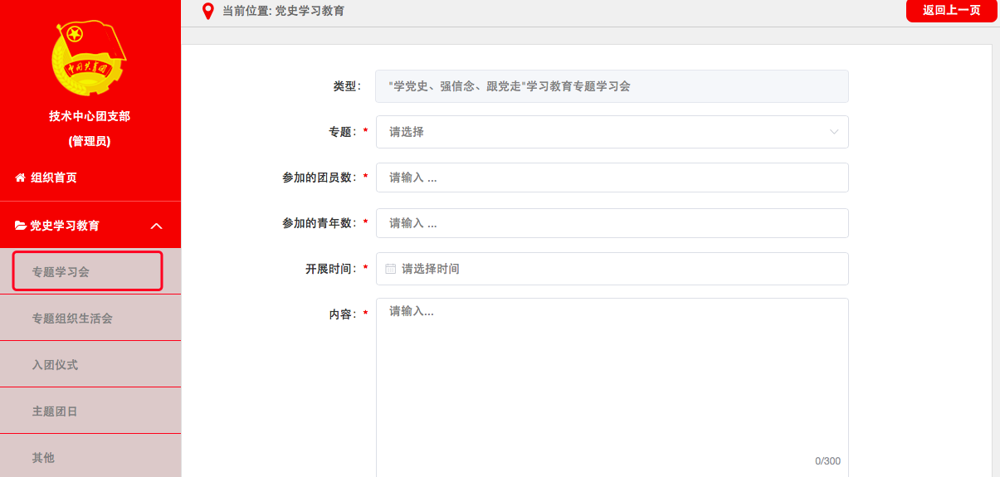 当前位置: 党史学习教育
返回上一页
中国共青团
技术中心团支部
(管理员)
组织首页
党史学习教育
专题学习会
专题组织生活会
入团仪式
主题团日
其他
类型：
"学党史、强信念、跟党走"学习教育专题学习会
专题：*
请选择
参加的团员数：*
请输入 ...
参加的青年数：*
请输入 ...
开展时间：*
请选择时间
内容：*
请输入...
0/300